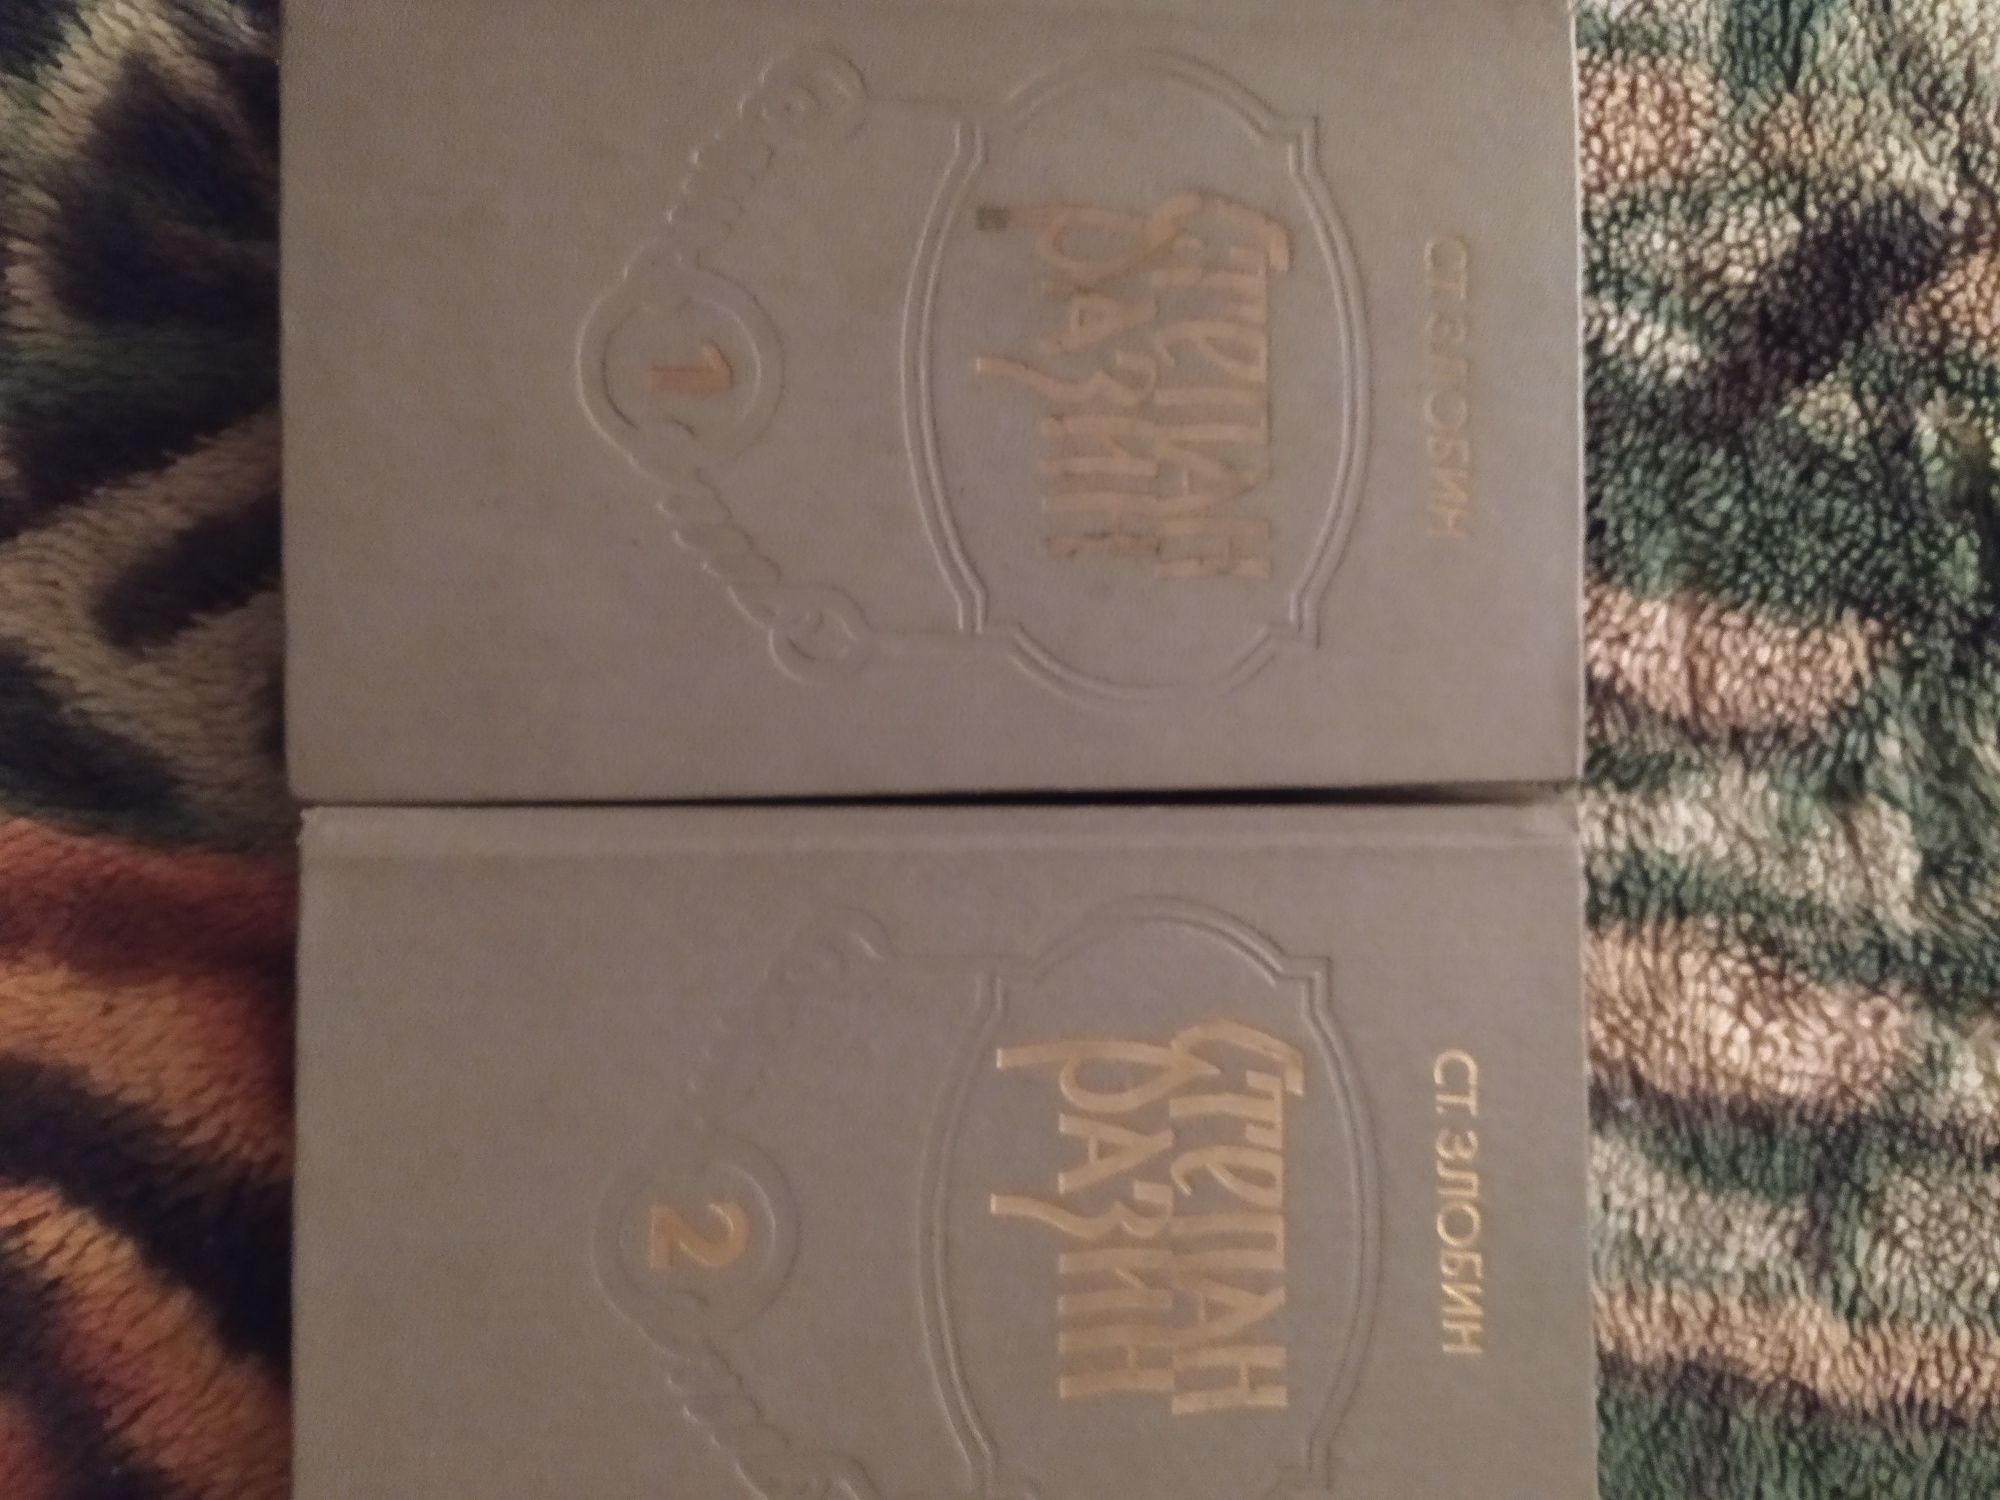 СТ. ЗЛОБИН
Степан
Разин
1
СТ. ЗЛОБИН
Степан
Разин
2